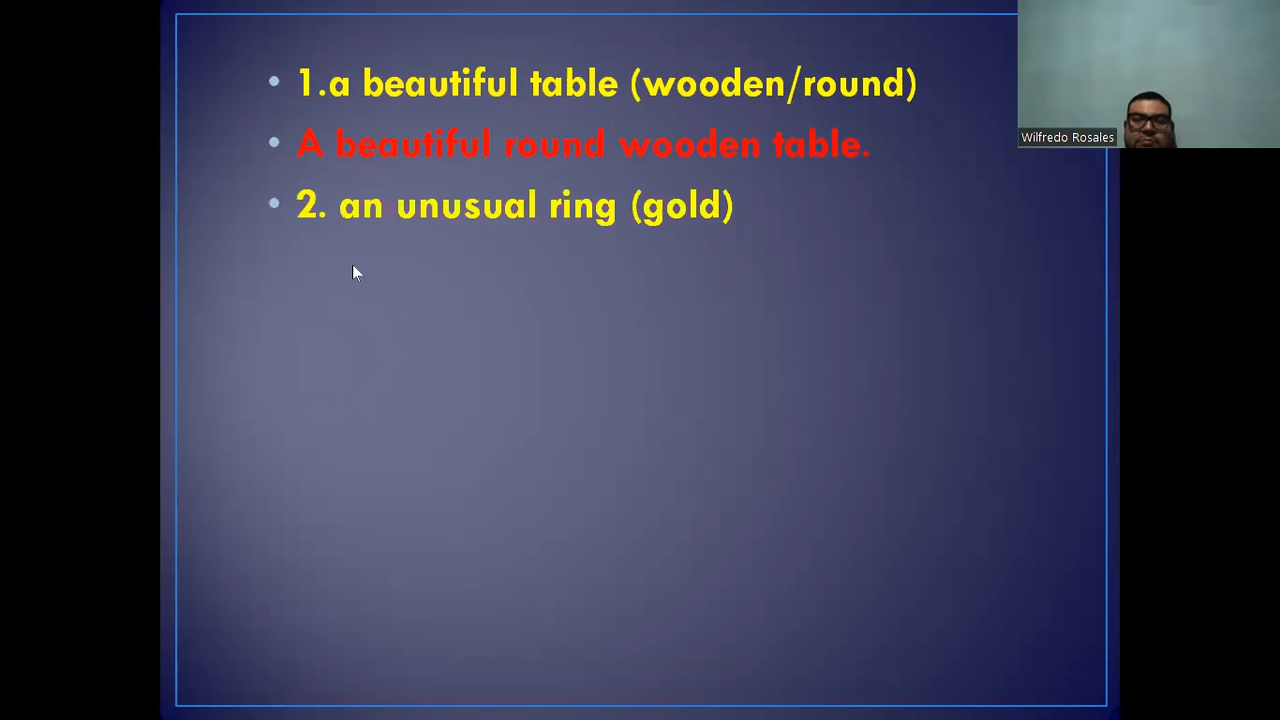 1.a beautiful table (wooden/round)
A beautiful round wooden table.
2. an unusual ring (gold)
Wilfredo Rosales